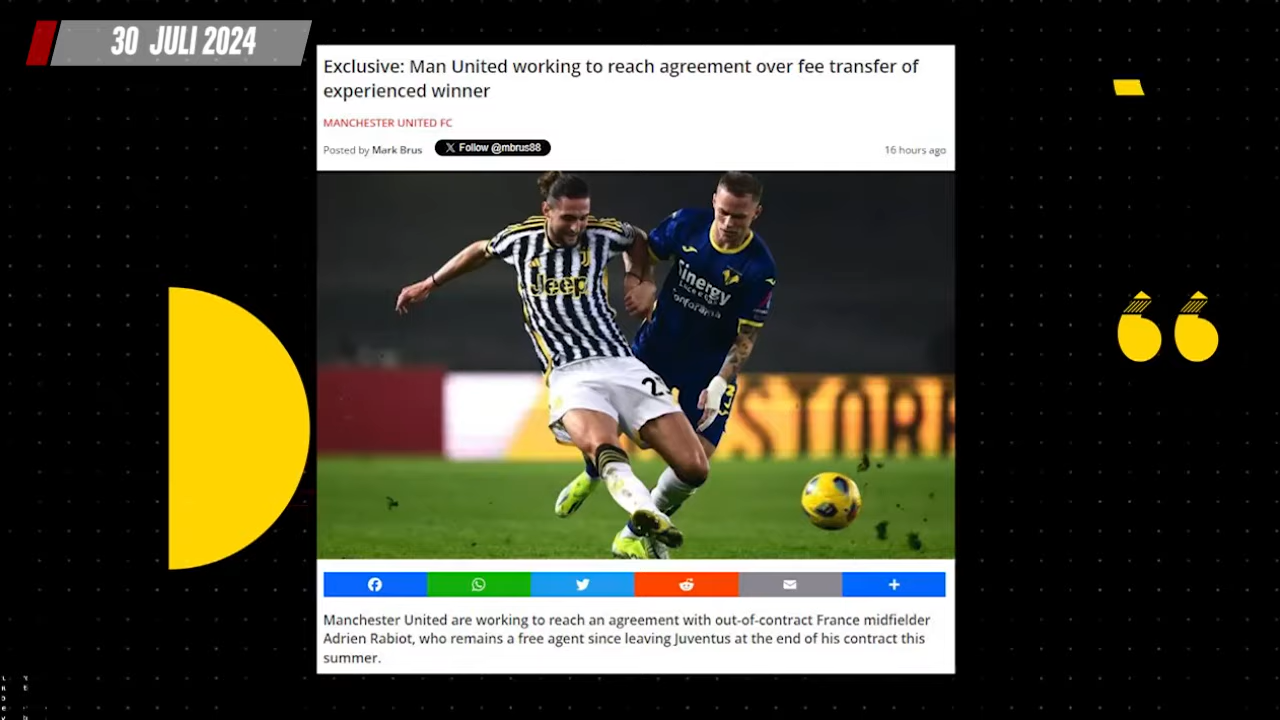 30 JULI 2024
Exclusive: Man United working to reach agreement over fee transfer of
experienced winner
MANCHESTER UNITED FC
Posted by Mark Brus
Follow @mbrus88
16 hours ago
Jeep
Sinergy
Manchester United are working to reach an agreement with out-of-contract France midfielder
Adrien Rabiot, who remains a free agent since leaving Juventus at the end of his contract this
summer.